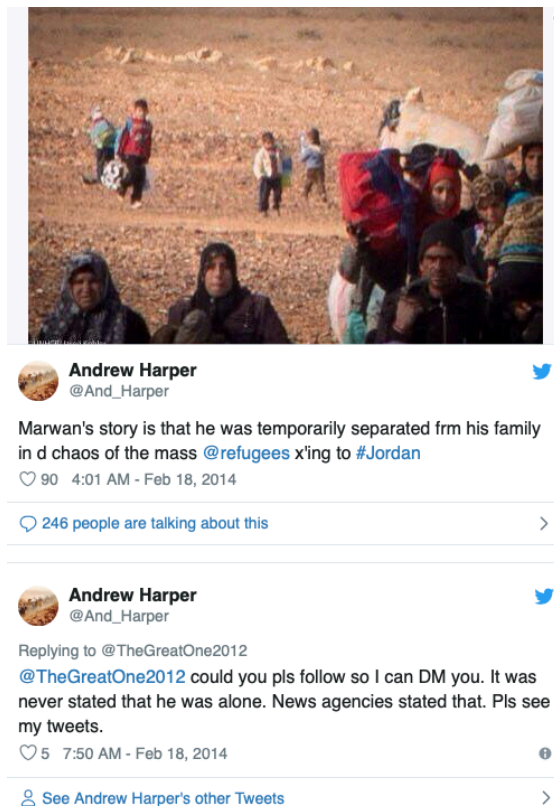 Andrew Harper
@And_Harper
Marwan's story is that he was temporarily separated frm his family
in d chaos of the mass @refugees x'ing to #Jordan
90 4:01 AM - Feb 18, 2014
246 people are talking about this
Andrew Harper
@And_Harper
Replying to @TheGreatOne2012
@TheGreatOne2012 could you pls follow so I can DM you. It was
never stated that he was alone. News agencies stated that. Pls see
my tweets.
5 7:50 AM - Feb 18, 2014
See Andrew Harper's other Tweets